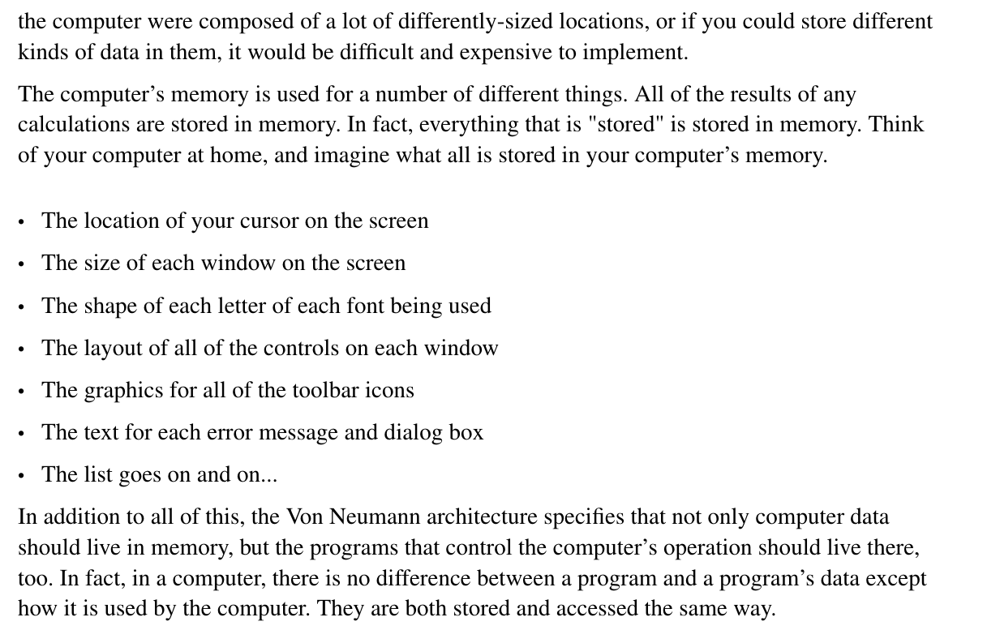 the computer were composed of a lot of differently-sized locations, or if you could store different
kinds of data in them, it would be difficult and expensive to implement.
The computer’s memory is used for a number of different things. All of the results of any
calculations are stored in memory. In fact, everything that is "stored" is stored in memory. Think
of your computer at home, and imagine what all is stored in your computer’s memory.
• The location of your cursor on the screen
• The size of each window on the screen
• The shape of each letter of each font being used
• The layout of all of the controls on each window
• The graphics for all of the toolbar icons
• The text for each error message and dialog box
• The list goes on and on...
In addition to all of this, the Von Neumann architecture specifies that not only computer data
should live in memory, but the programs that control the computer’s operation should live there,
too. In fact, in a computer, there is no difference between a program and a program’s data except
how it is used by the computer. They are both stored and accessed the same way.